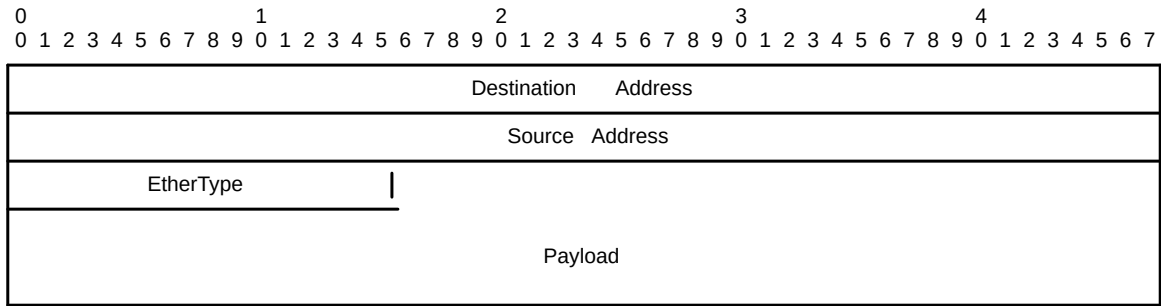 0 1 2 3 4
0 1 2 3 4 5 6 7 8 9 0 1 2 3 4 5 6 7 8 9 0 1 2 3 4 5 6 7 8 9 0 1 2 3 4 5 6 7 8 9 0 1 2 3 4 5 6 7
Destination Address
Source Address
EtherType
Payload